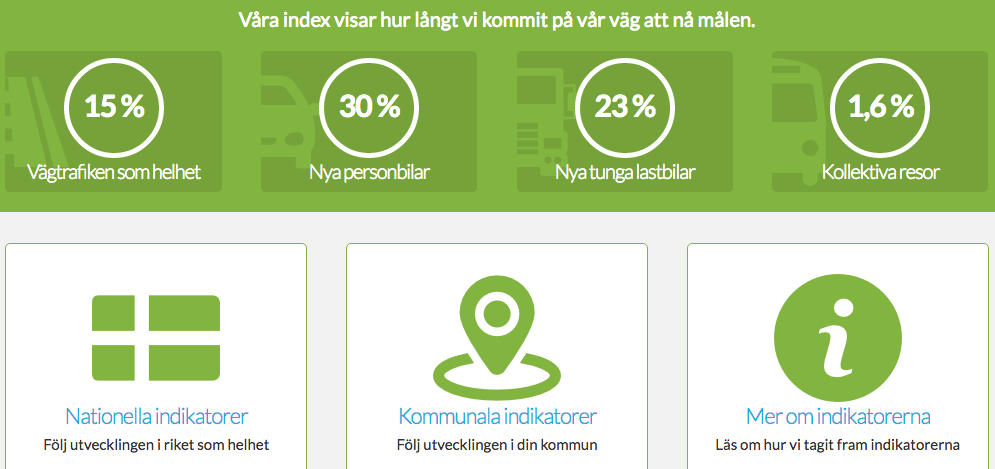 Våra index visar hur långt vi kommit på vår väg att nå målen.
15 %
30 %
23 %
1,6 %
Vägtrafiken som helhet
Nya personbilar
Nya tunga lastbilar
Kollektiva resor
Nationella indikatorer
Följ utvecklingen i riket som helhet
Kommunala indikatorer
Följ utvecklingen i din kommun
Mer om indikatorerna
Läs om hur vi tagit fram indikatorerna